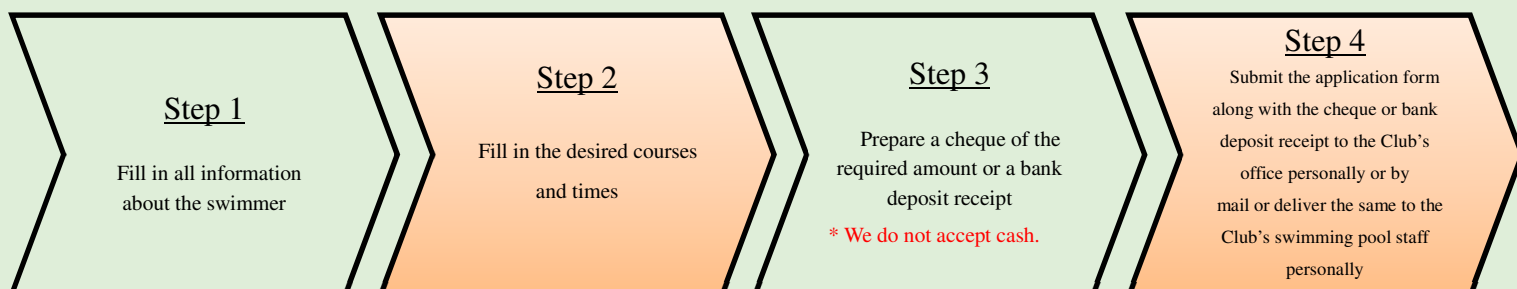 Step 1
Fill in all information
about the swimmer
Step 2
Fill in the desired courses
and times
Step 3
Prepare a cheque of the
required amount or a bank
deposit receipt
* We do not accept cash.
Step 4
Submit the application form
along with the cheque or bank
deposit receipt to the Club’s
office personally or by
mail or deliver the same to the
Club’s swimming pool staff
personally